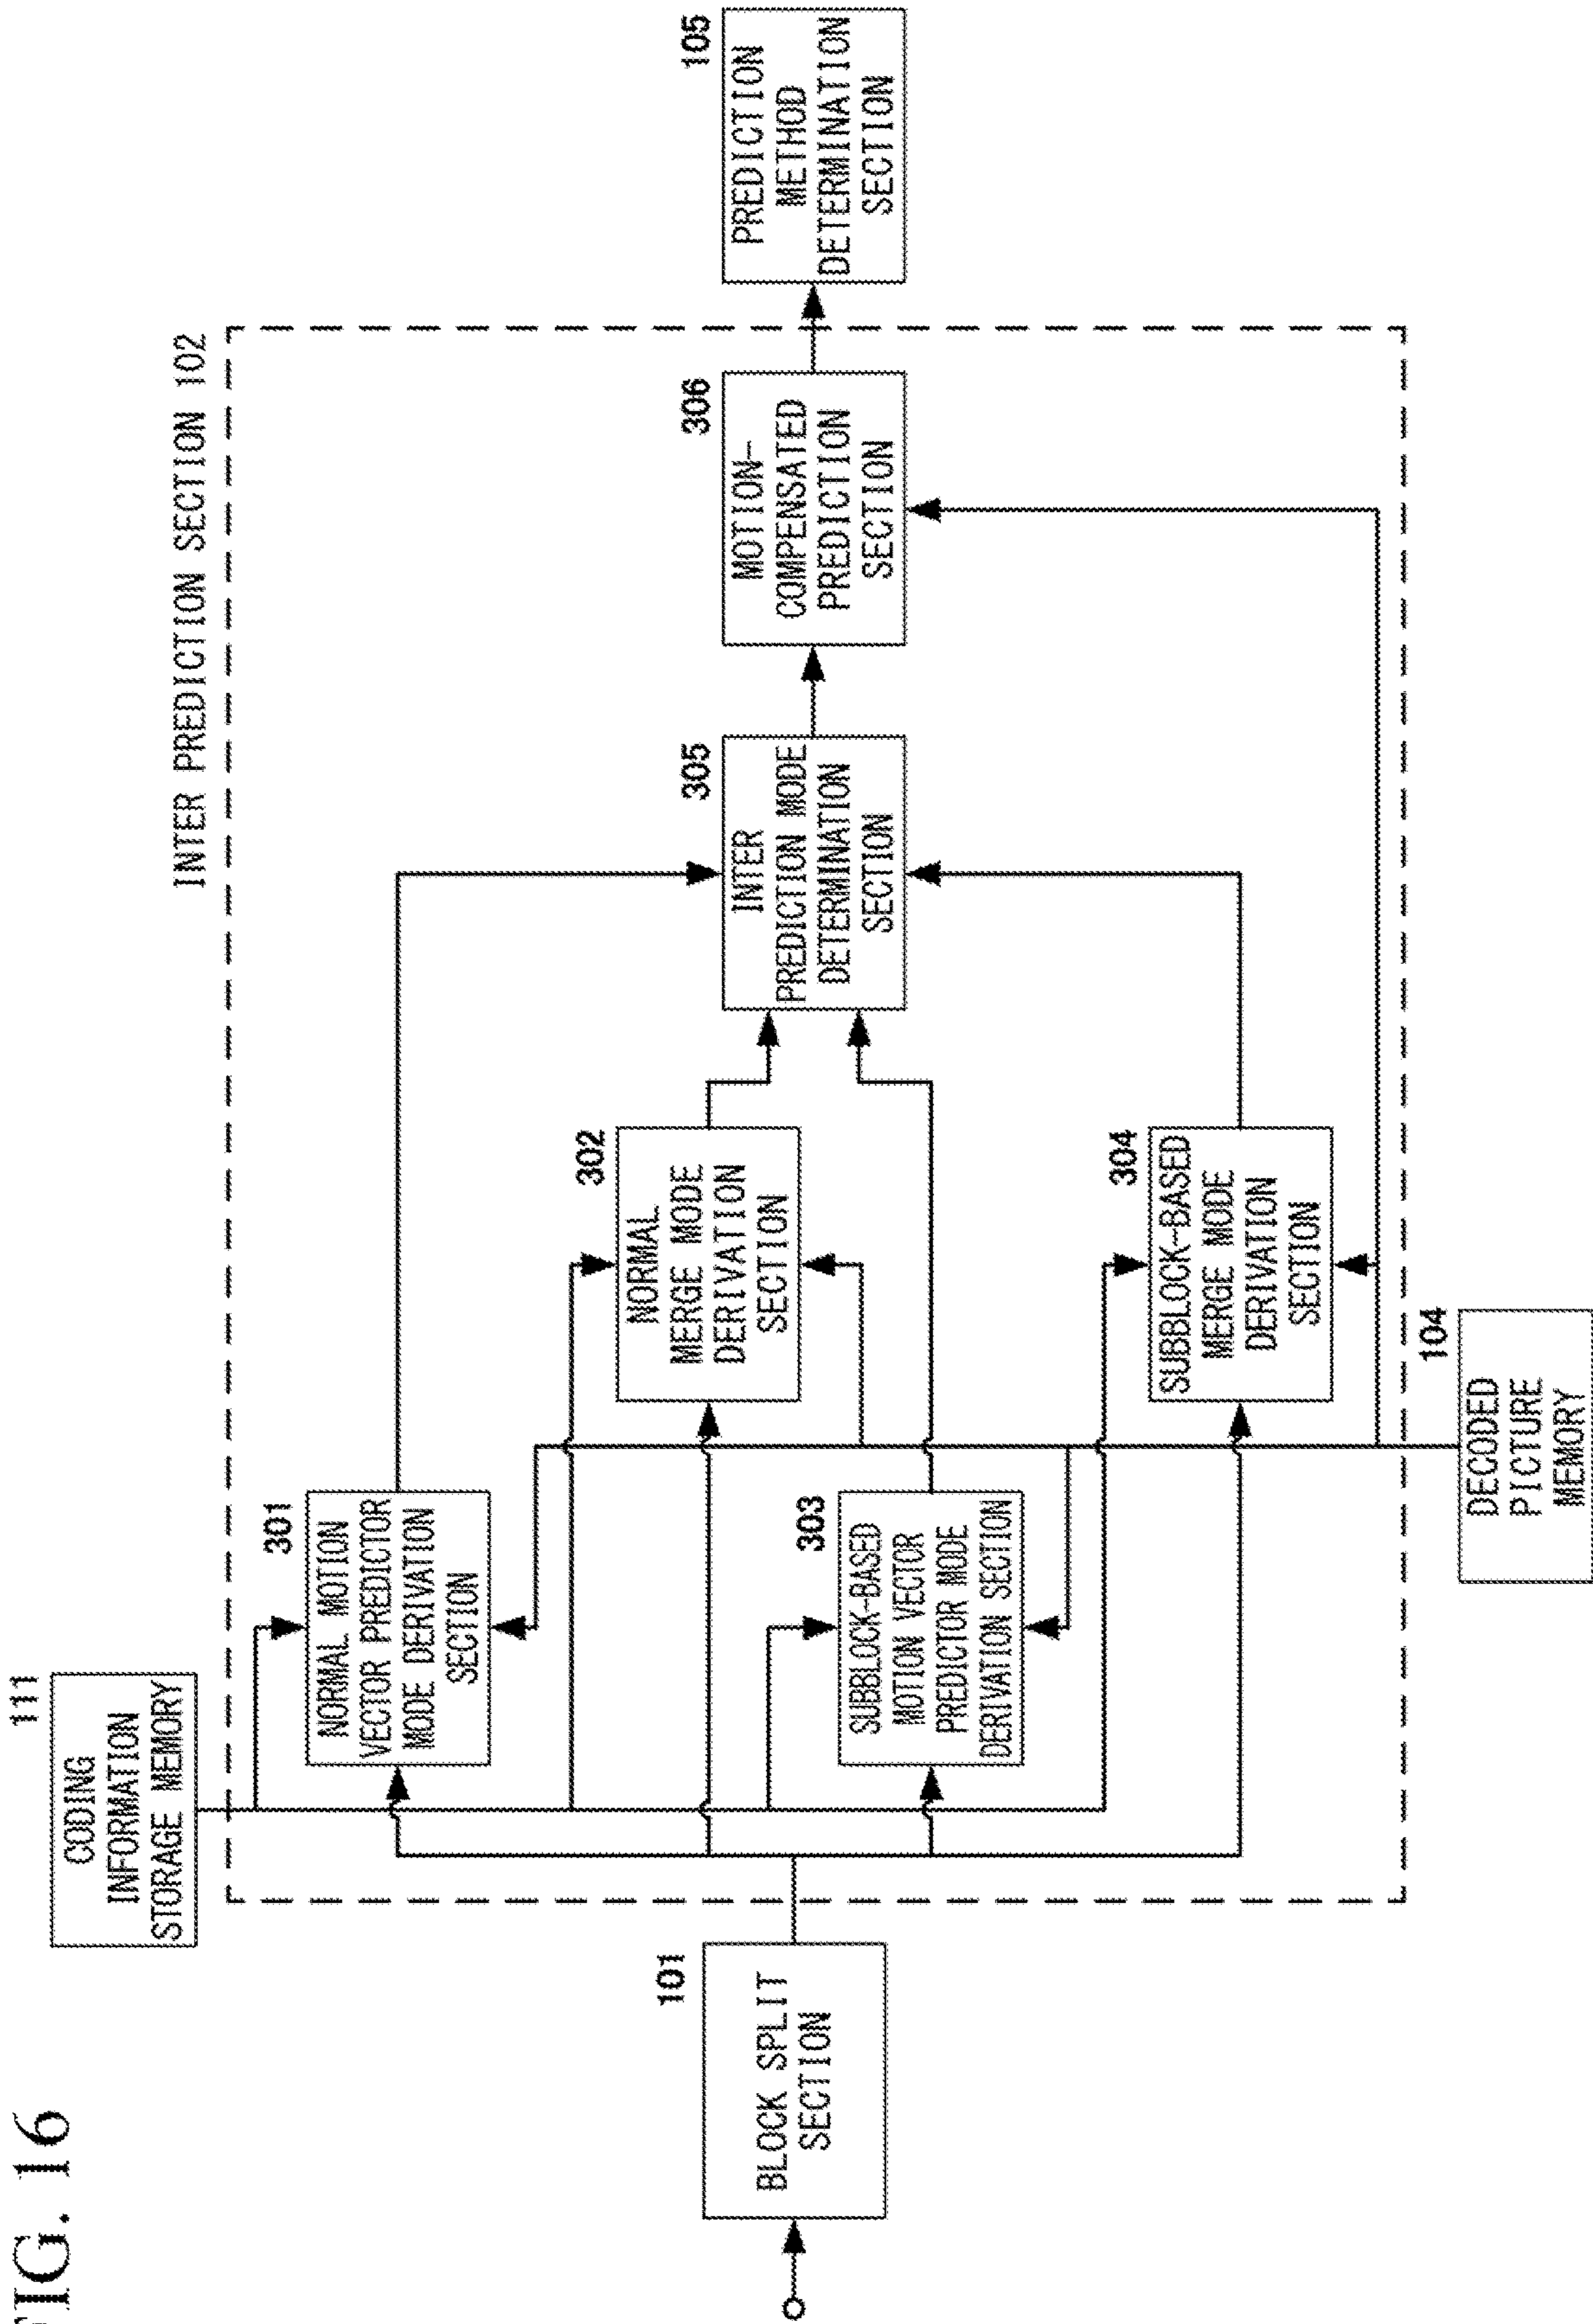 FIG. 16
INTER PREDICTION SECTION 102
111
CODING
INFORMATION
STORAGE MEMORY
101
BLOCK SPLIT
SECTION
301
NORMAL MOTION
VECTOR PREDICTOR
MODE DERIVATION
SECTION
302
NORMAL
MERGE MODE
DERIVATION
SECTION
303
SUBBLOCK-BASED
MOTION VECTOR
PREDICTOR MODE
DERIVATION SECTION
304
SUBBLOCK-BASED
MERGE MODE
DERIVATION
SECTION
305
INTER
PREDICTION MODE
DETERMINATION
SECTION
306
MOTION-
COMPENSATED
PREDICTION
SECTION
105
PREDICTION
METHOD
DETERMINATION
SECTION
104
DECODED
PICTURE
MEMORY